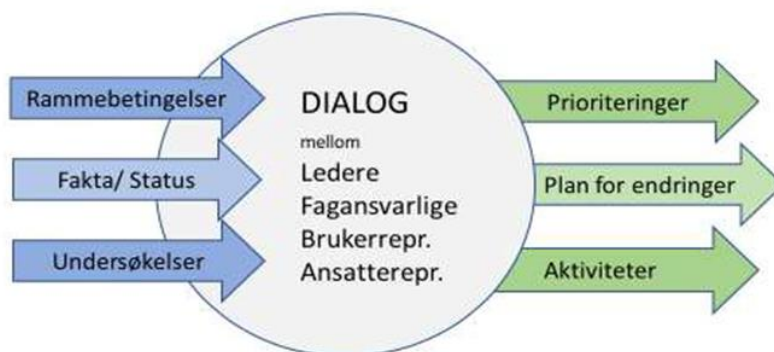 Rammebetingelser
Fakta/ Status
Undersøkelser
DIALOG
mellom
Ledere
Fagansvarlige
Brukerrepr.
Ansatterepr.
Prioriteringer
Plan for endringer
Aktiviteter